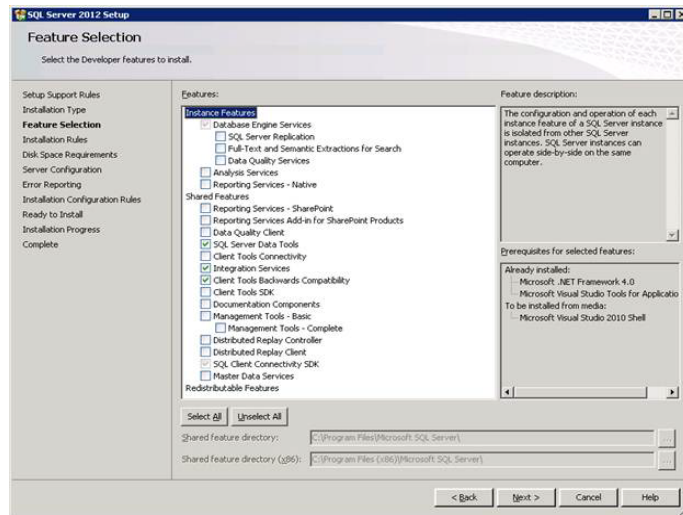 SQL Server 2012 Setup
Feature Selection
Select the Developer features to install.
Setup Support Rules
Installation Type
Feature Selection
Installation Rules
Disk Space Requirements
Server Configuration
Error Reporting
Installation Configuration Rules
Ready to Install
Installation Progress
Complete
Features:
Instance Features
Database Engine Services
SQL Server Replication
Full-Text and Semantic Extractions for Search
Data Quality Services
Analysis Services
Reporting Services - Native
Shared Features
Reporting Services - SharePoint
Reporting Services Add-in for SharePoint Products
Data Quality Client
SQL Server Data Tools
Client Tools Connectivity
Integration Services
Client Tools Backwards Compatibility
Client Tools SDK
Documentation Components
Management Tools - Basic
Management Tools - Complete
Distributed Replay Controller
Distributed Replay Client
SQL Client Connectivity SDK
Master Data Services
Redistributable Features
Feature description:
The configuration and operation of each
instance feature of a SQL Server instance
is isolated from other SQL Server
instances. SQL Server instances can
operate side-by-side on the same
computer.
Prerequisites for selected features:
Already installed:
Microsoft .NET Framework 4.0
Microsoft Visual Studio Tools for Applicatio
To be installed from media:
Microsoft Visual Studio 2010 Shell
Select All Unselect All
Shared feature directory: C:\Program Files\Microsoft SQL Server\ ...
Shared feature directory (x86): C:\Program Files (x86)\Microsoft SQL Server\ ...
< Back Next > Cancel Help